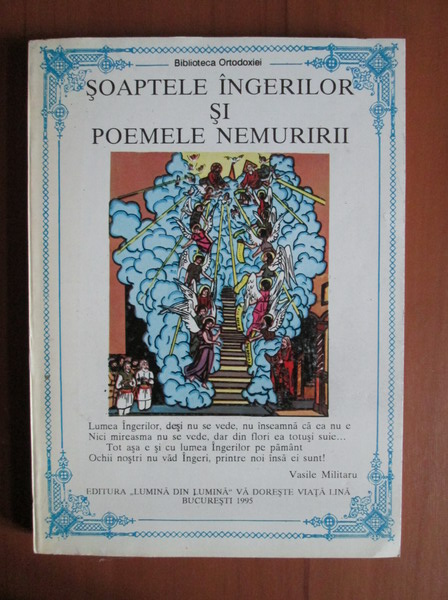 Biblioteca Ortodoxiei
ŞOAPTELE ÎNGERILOR
ŞI
POEMELE NEMURIRII
Lumea Îngerilor, deşi nu se vede, nu înseamnă că ea nu e
Nici mireasma nu se vede, dar din flori ea totuşi suie...
Tot aşa e şi cu lumea Îngerilor pe pământ
Ochii noştri nu văd Îngeri, printre noi însă ei sunt!
Vasile Militaru
EDITURA „LUMINĂ DIN LUMINĂ" VĂ DOREŞTE VIAŢĂ LINĂ
BUCUREŞTI 1995